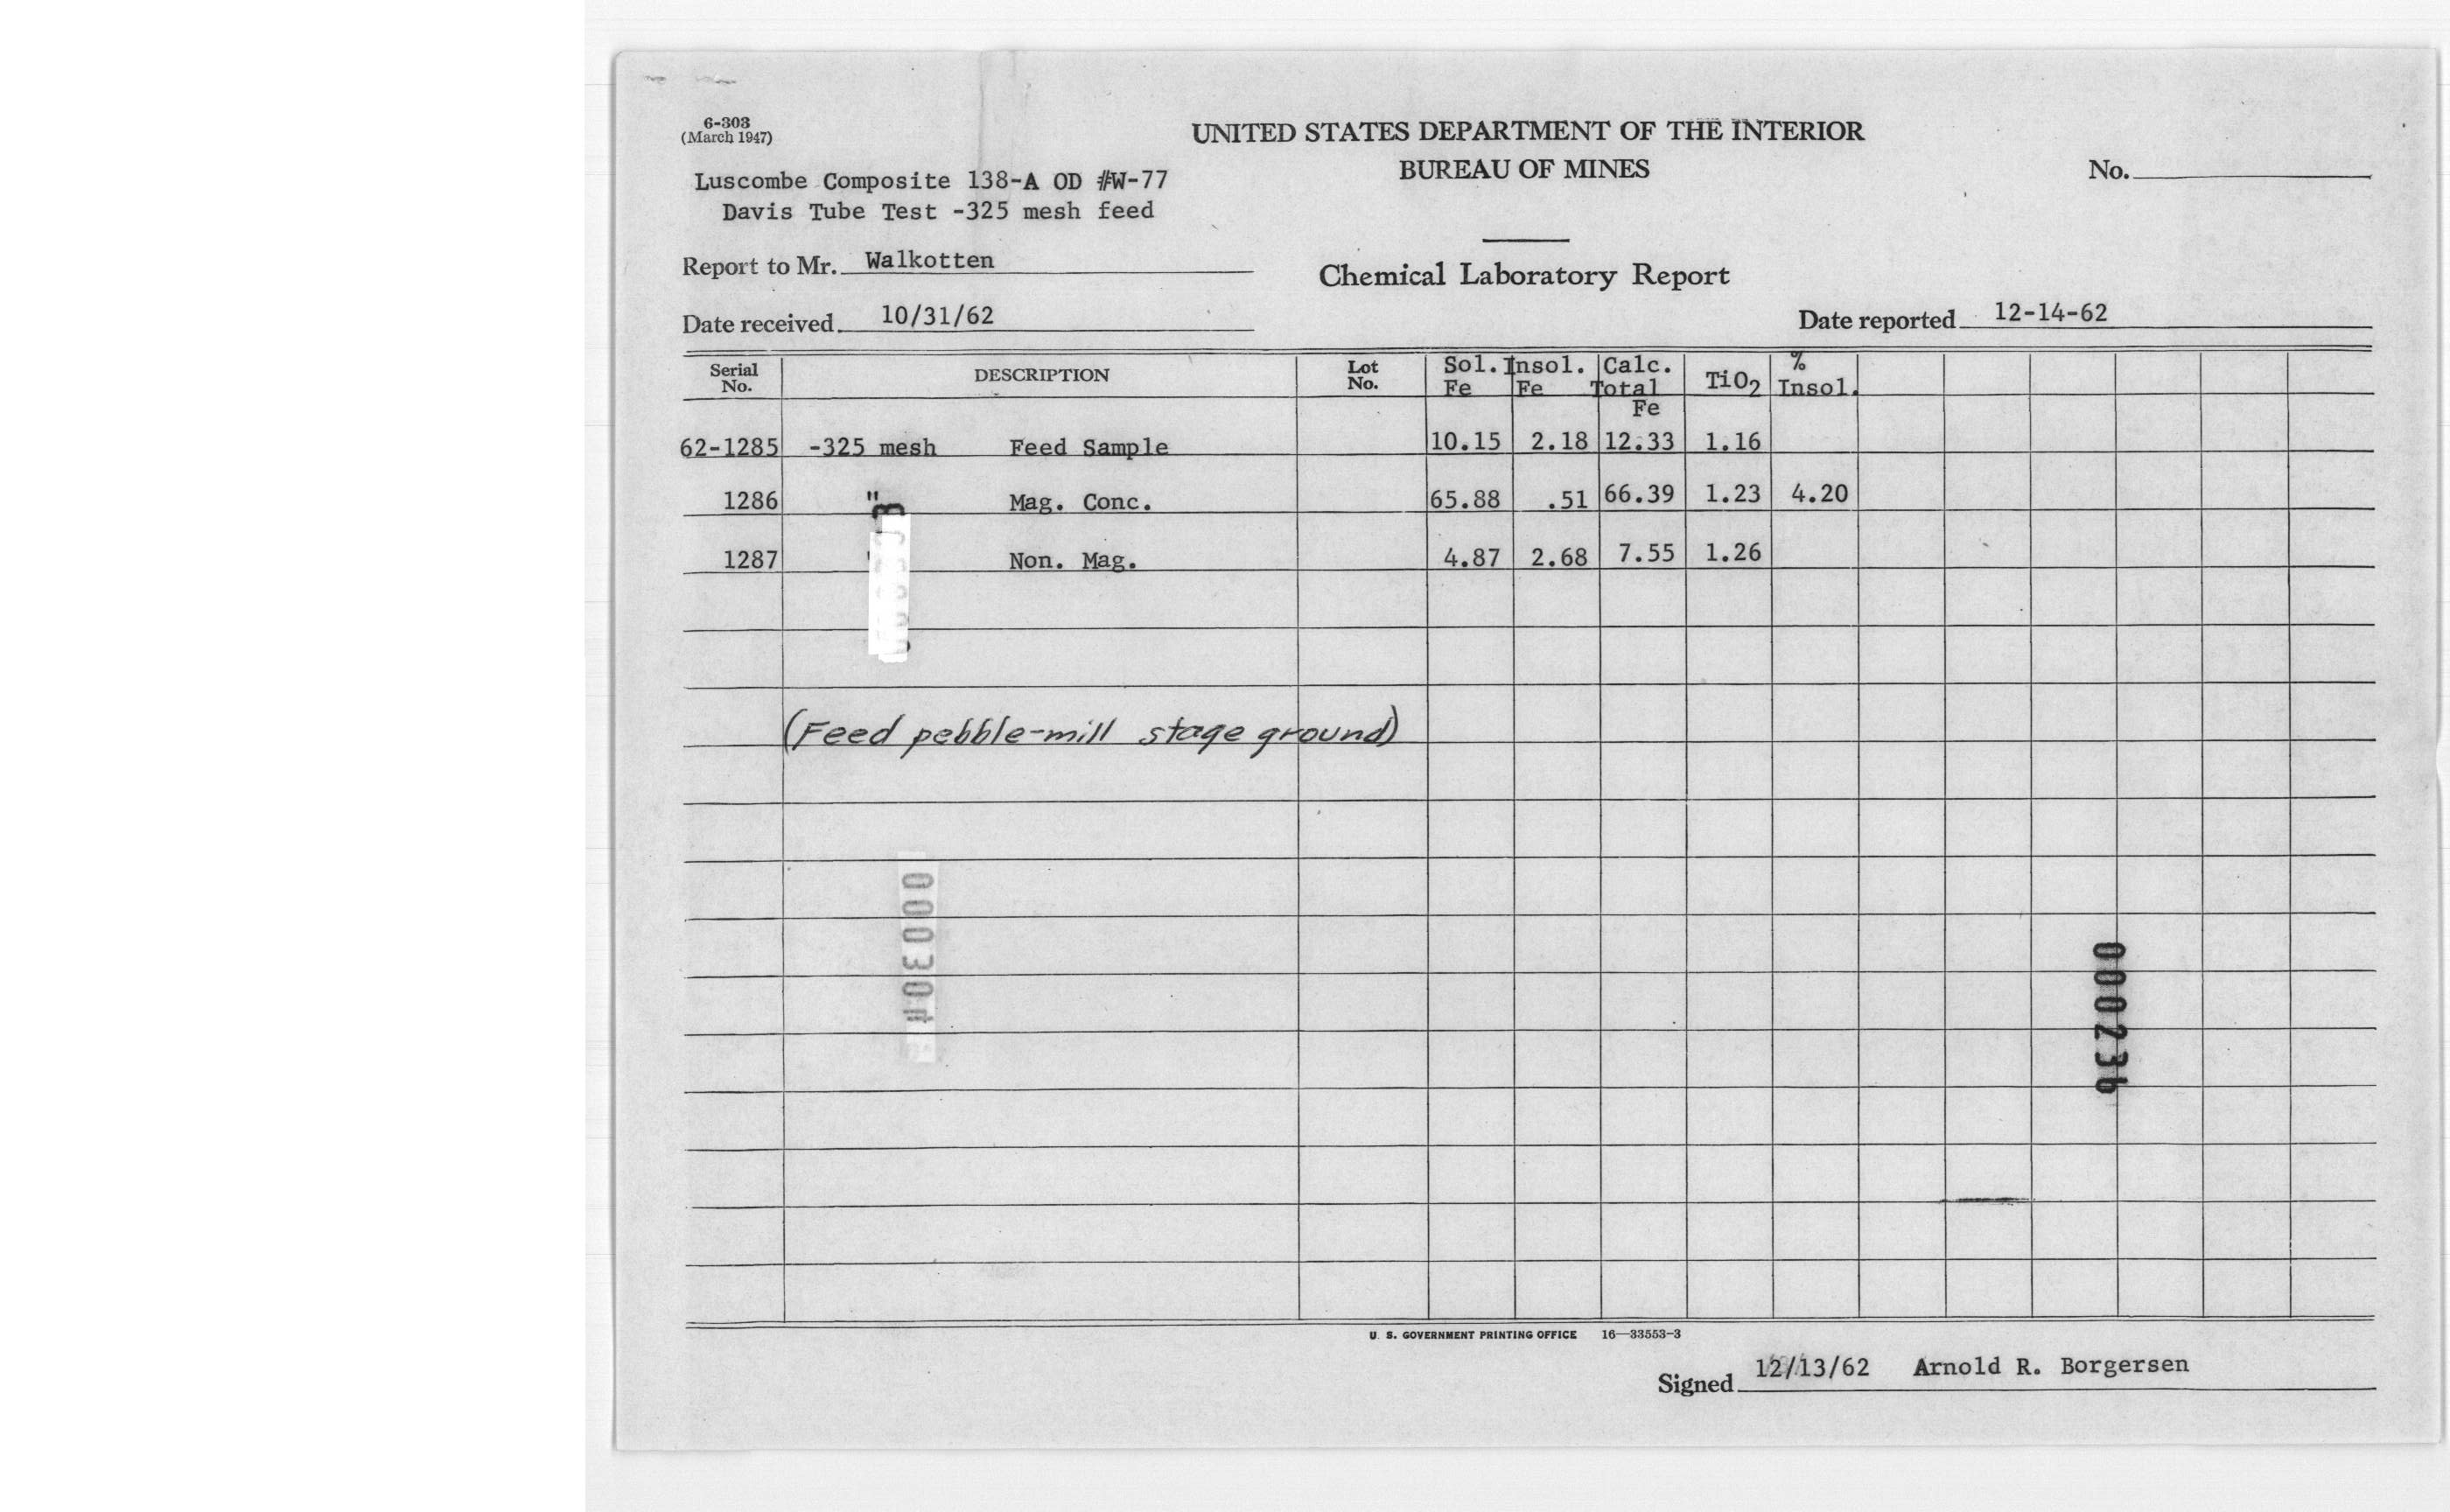 6-303
(March 1947)
UNITED STATES DEPARTMENT OF THE INTERIOR
BUREAU OF MINES
No.
Luscombe Composite 138-A OD #W-77
Davis Tube Test -325 mesh feed
Report to Mr. Walkotten
Chemical Laboratory Report
Date received 10/31/62
Date reported 12-14-62
Serial No. DESCRIPTION Lot No. Sol. Fe Insol. Fe Calc. Total Fe TiO2 % Insol.
62-1285 -325 mesh Feed Sample 10.15 2.18 12.33 1.16
1286 " Mag. Conc. 65.88 .51 66.39 1.23 4.20
1287 Non. Mag. 4.87 2.68 7.55 1.26
(Feed pebble-mill stage ground)
000304
000236
U. S. GOVERNMENT PRINTING OFFICE 16—33553-3
Signed 12/13/62 Arnold R. Borgersen